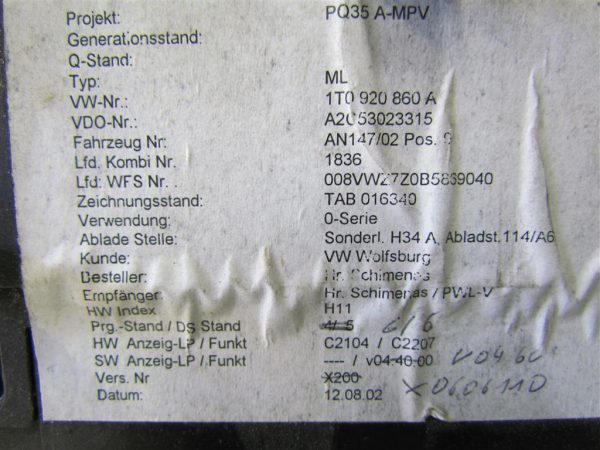 Projekt: PQ35 A-MPV
Generationsstand:
Q-Stand:
Typ: ML
VW-Nr.: 1T0 920 860 A
VDO-Nr.: A2C53023315
Fahrzeug Nr: AN147/02 Pos. 9
Lfd. Kombi Nr. 1836
Lfd. WFS Nr. . 008VWZ7Z0B5839040
Zeichnungsstand: TAB 016340
Verwendung: 0-Serie
Ablade Stelle: Sonderl. H34 A, Abladst.114/A6
Kunde: VW Wolfsburg
Besteller: Hr. Schimenas
Empfänger: Hr. Schimenas / PWL-V
HW Index H11
Prg.-Stand / DS Stand 4/ 5 6
HW Anzeig-LP / Funkt C2104 / C2207
SW Anzeig-LP / Funkt ---- / v04.40.00 V04.60
Vers. Nr X200 X0606110
Datum: 12.08.02